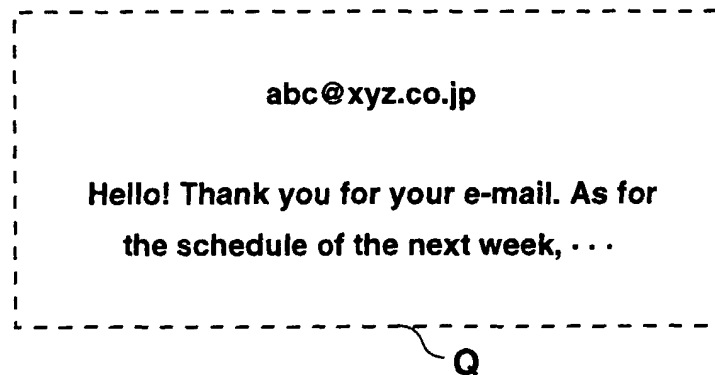 abc@xyz.co.jp
Hello! Thank you for your e-mail. As for
the schedule of the next week, · · ·
Q